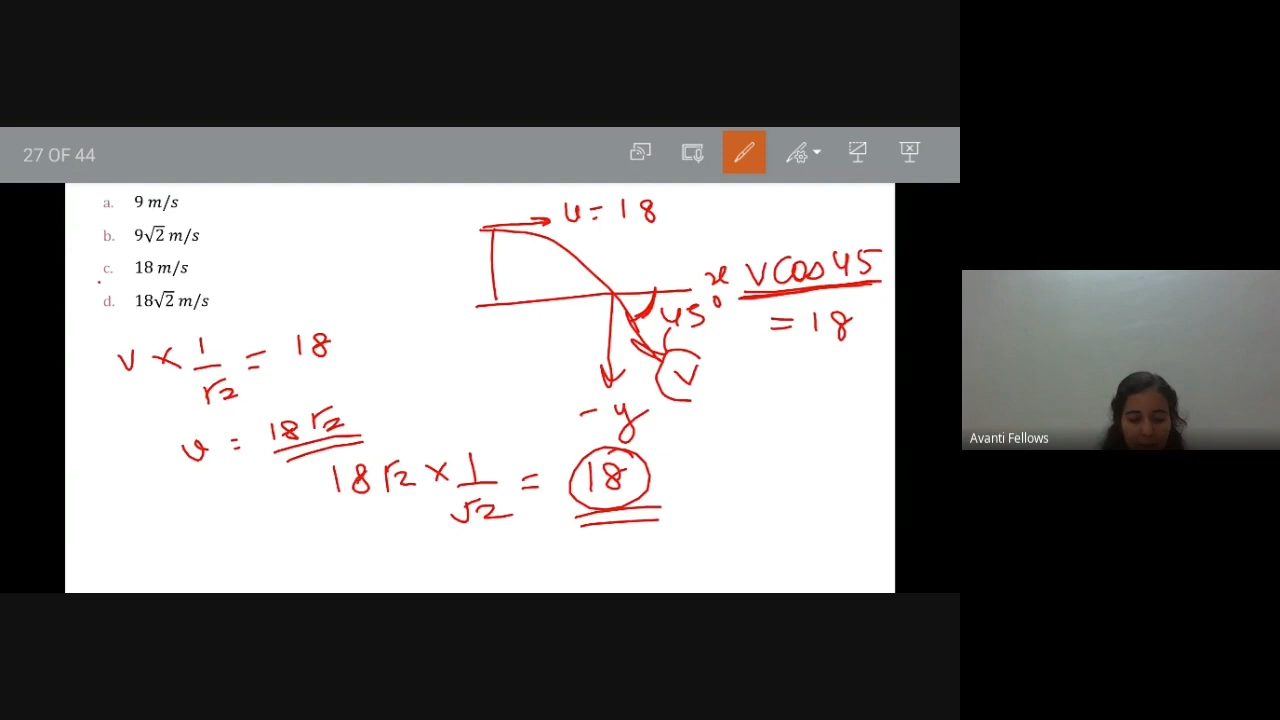 27 OF 44
a. 9 m/s
b. 9√2 m/s
c. 18 m/s
d. 18√2 m/s
u = 18
x
v cos 45
= 18
45°
v
- y
v × 1/√2 = 18
v = 18√2
18√2 × 1/√2 = 18
Avanti Fellows